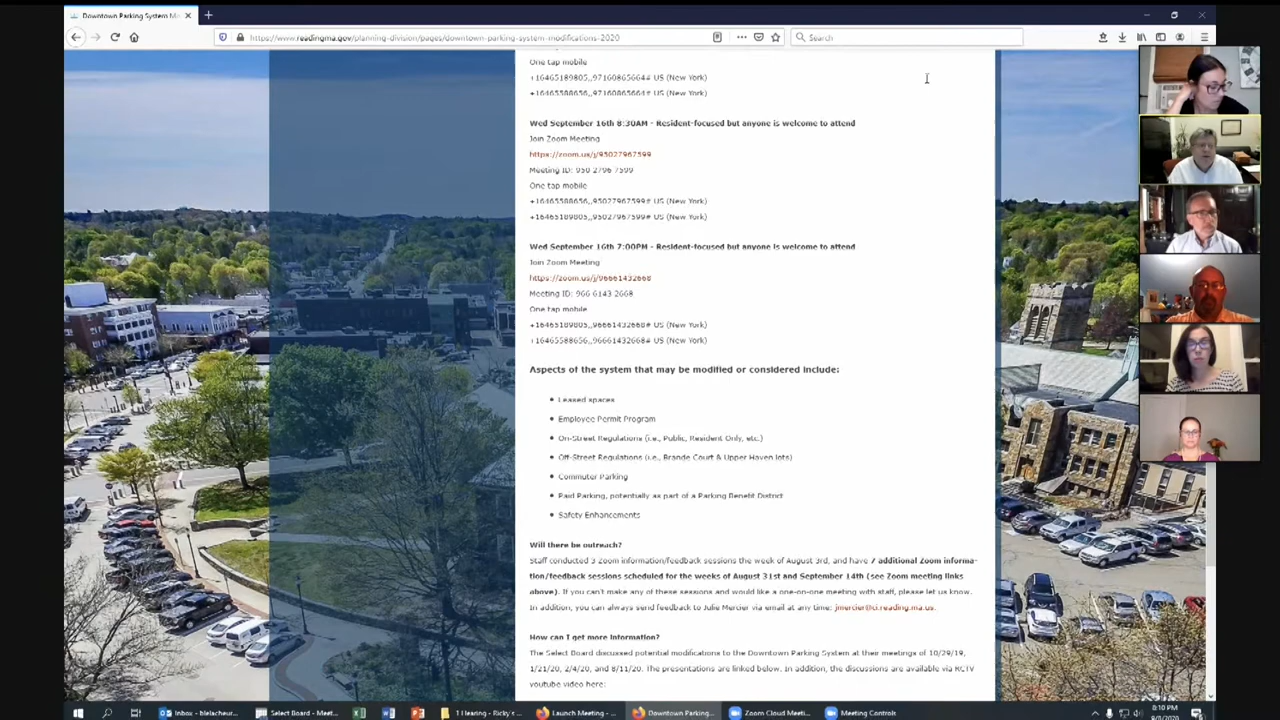 Downtown Parking System M
https://www.readingma.gov/planning-division/pages/downtown-parking-system-modifications-2020
Search
One tap mobile
+16465189805,,97160865664# US (New York)
+16465588656,,97160865664# US (New York)
Wed September 16th 8:30AM - Resident-focused but anyone is welcome to attend
Join Zoom Meeting
https://zoom.us/j/95027967599
Meeting ID: 950 2796 7599
One tap mobile
+16465588656,,95027967599# US (New York)
+16465189805,,95027967599# US (New York)
Wed September 16th 7:00PM - Resident-focused but anyone is welcome to attend
Join Zoom Meeting
https://zoom.us/j/96661432668
Meeting ID: 966 6143 2668
One tap mobile
+16465189805,,96661432668# US (New York)
+16465588656,,96661432668# US (New York)
Aspects of the system that may be modified or considered include:
• Leased spaces
• Employee Permit Program
• On-Street Regulations (i.e., Public, Resident Only, etc.)
• Off-Street Regulations (i.e., Brande Court & Upper Haven lots)
• Commuter Parking
• Paid Parking, potentially as part of a Parking Benefit District
• Safety Enhancements
Will there be outreach?
Staff conducted 3 Zoom information/feedback sessions the week of August 3rd, and have 7 additional Zoom informa-
tion/feedback sessions scheduled for the weeks of August 31st and September 14th (see Zoom meeting links
above). If you can't make any of these sessions and would like a one-on-one meeting with staff, please let us know.
In addition, you can always send feedback to Julie Mercier via email at any time: jmercier@ci.reading.ma.us.
How can I get more information?
The Select Board discussed potential modifications to the Downtown Parking System at their meetings of 10/29/19,
1/21/20, 2/4/20, and 8/11/20. The presentations are linked below. In addition, the discussions are available via RCTV
youtube video here:
Inbox - blelacheur...
Select Board - Meet...
1 Hearing - Ricky's ...
Launch Meeting - ...
Downtown Parking...
Zoom Cloud Meeti...
Meeting Controls
8:10 PM
9/8/2020